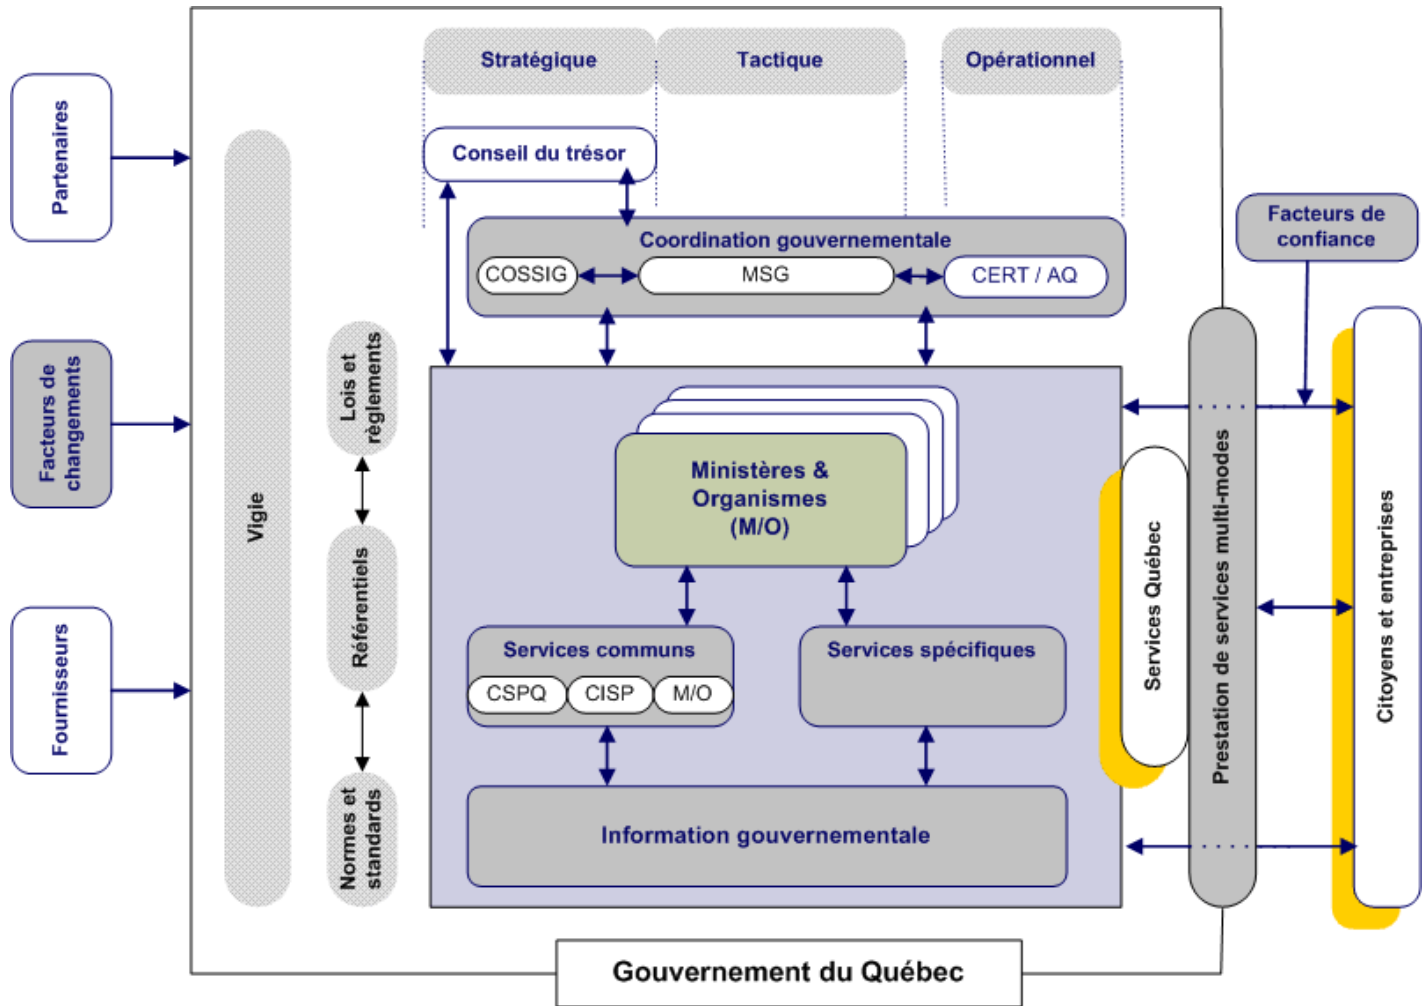 Stratégique
Tactique
Opérationnel
Partenaires
Conseil du trésor
Coordination gouvernementale
COSSIG
MSG
CERT / AQ
Facteurs de
confiance
Facteurs de
changements
Vigie
Lois et
règlements
Référentiels
Normes et
standards
Ministères &
Organismes
(M/O)
Services communs
CSPQ
CISP
M/O
Services spécifiques
Information gouvernementale
Services Québec
Prestation de services multi-modes
Citoyens et entreprises
Fournisseurs
Gouvernement du Québec